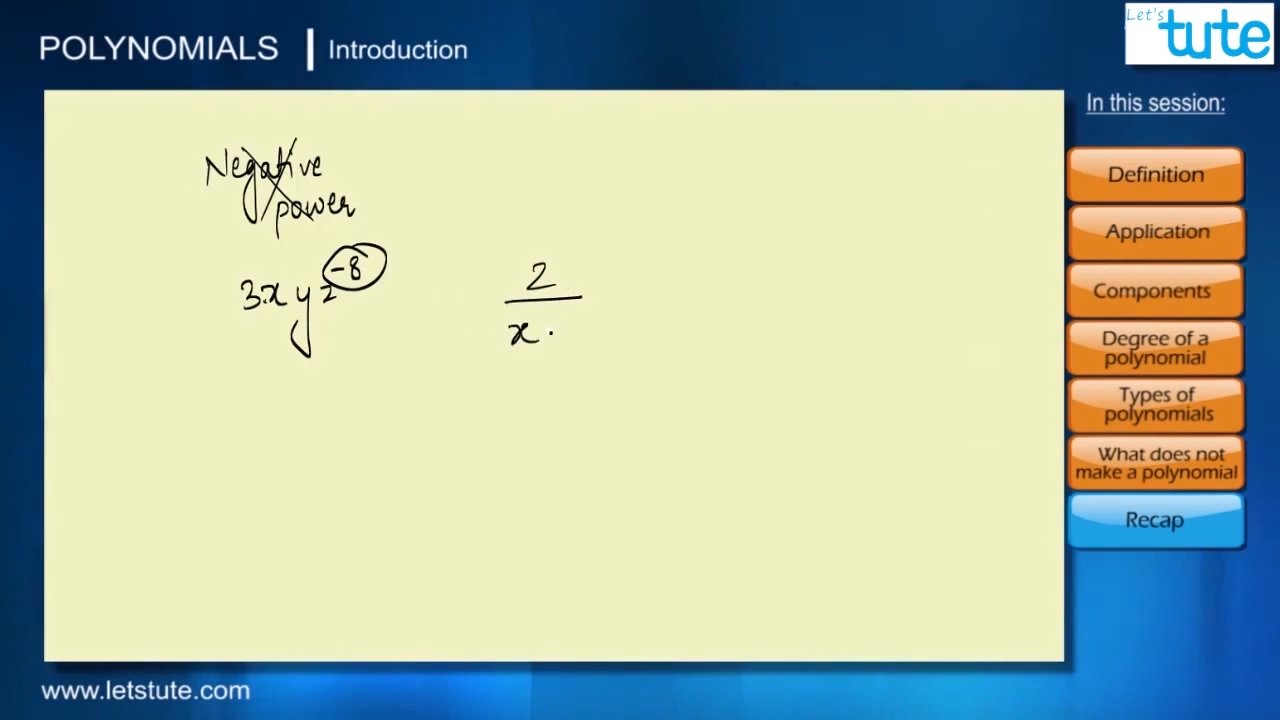 POLYNOMIALS | Introduction
Let's
tute
In this session:
Negative
power
3xyz⁻⁸
2
x .
Definition
Application
Components
Degree of a
polynomial
Types of
polynomials
What does not
make a polynomial
Recap
www.letstute.com